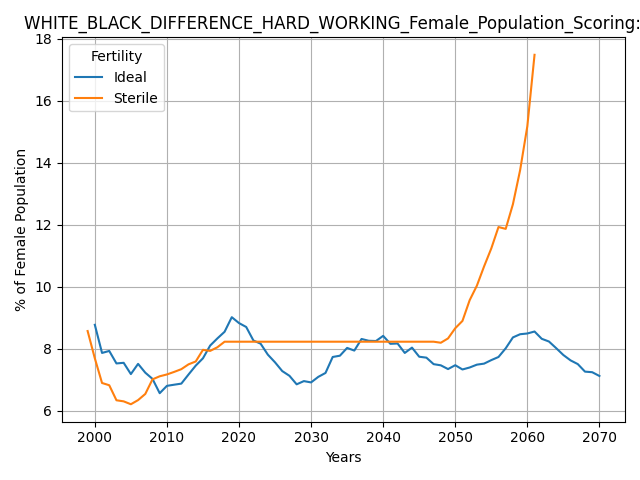 WHITE_BLACK_DIFFERENCE_HARD_WORKING_Female_Population_Scoring:
Fertility
Ideal
Sterile
18
16
14
12
10
8
6
% of Female Population
2000 2010 2020 2030 2040 2050 2060 2070
Years